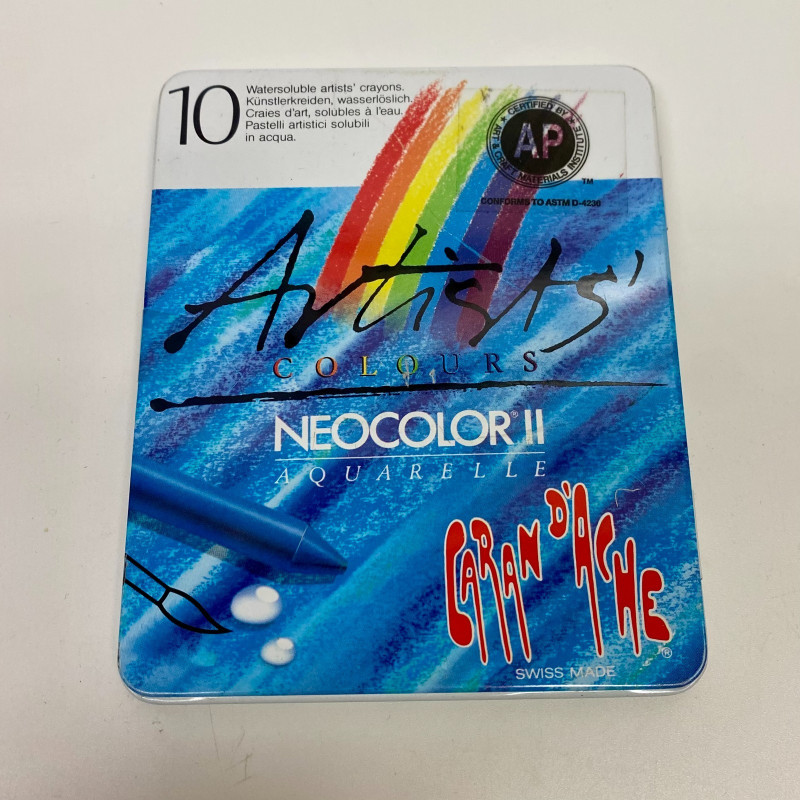 10
Watersoluble artists' crayons.
Künstlerkreiden, wasserlöslich.
Craies d'art, solubles à l'eau.
Pastelli artistici solubili
in acqua.
CERTIFIED BY
AP
ART & CRAFT MATERIALS INSTITUTE
TM
CONFORMS TO ASTM D-4236
Artists'
COLOURS
NEOCOLOR® II
AQUARELLE
CARAN D'ACHE®
SWISS MADE